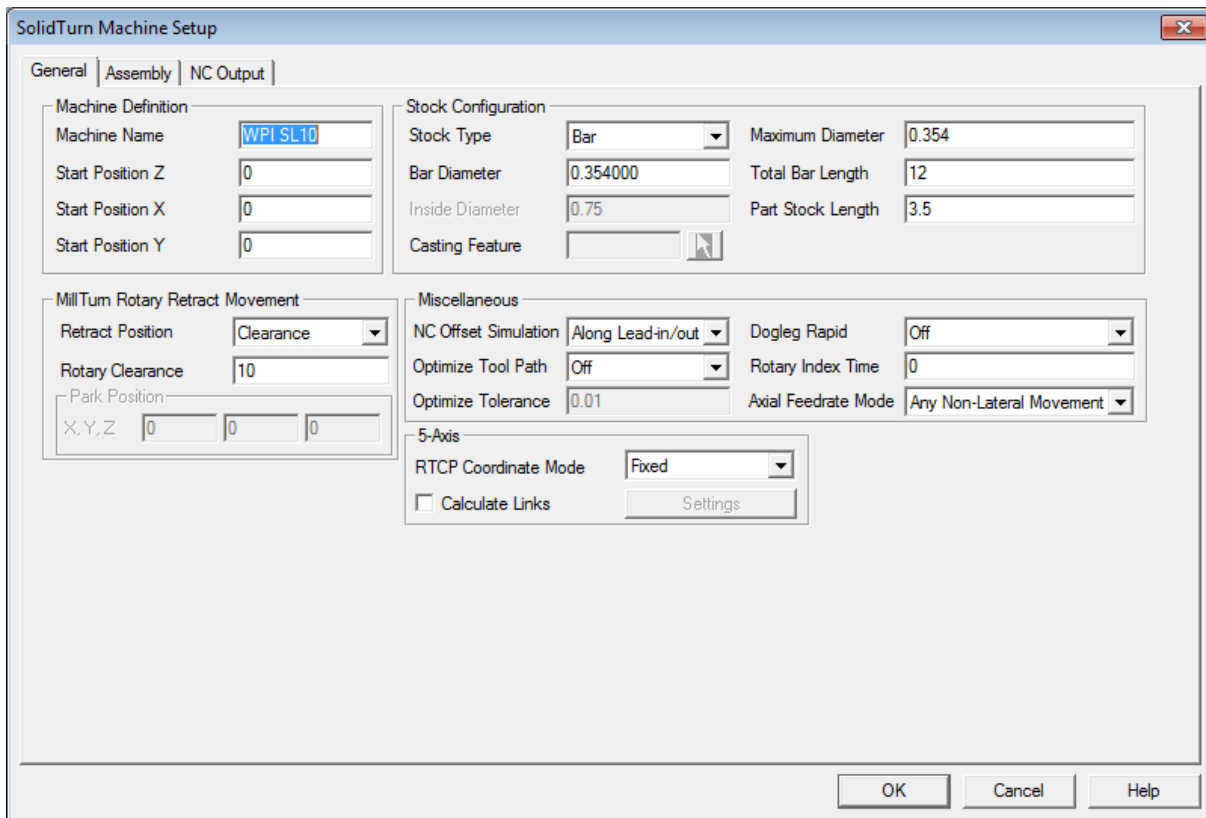 SolidTurn Machine Setup
General Assembly NC Output
Machine Definition
Machine Name WPI SL10
Start Position Z 0
Start Position X 0
Start Position Y 0
Stock Configuration
Stock Type Bar Maximum Diameter 0.354
Bar Diameter 0.354000 Total Bar Length 12
Inside Diameter 0.75 Part Stock Length 3.5
Casting Feature
MillTurn Rotary Retract Movement
Retract Position Clearance
Rotary Clearance 10
Park Position
X, Y, Z 0 0 0
Miscellaneous
NC Offset Simulation Along Lead-in/out Dogleg Rapid Off
Optimize Tool Path Off Rotary Index Time 0
Optimize Tolerance 0.01 Axial Feedrate Mode Any Non-Lateral Movement
5-Axis
RTCP Coordinate Mode Fixed
Calculate Links Settings
OK Cancel Help